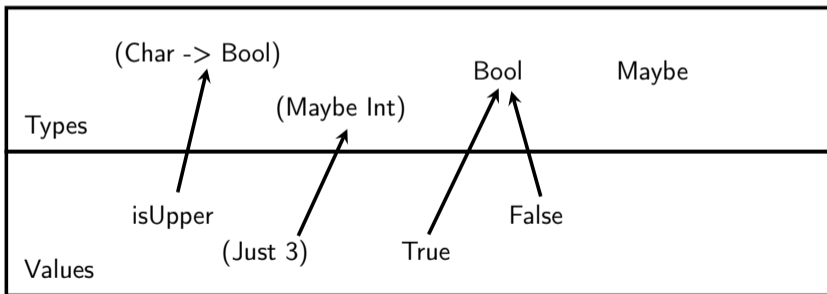 (Char -> Bool)
Bool
Maybe
(Maybe Int)
Types
isUpper
False
(Just 3)
True
Values